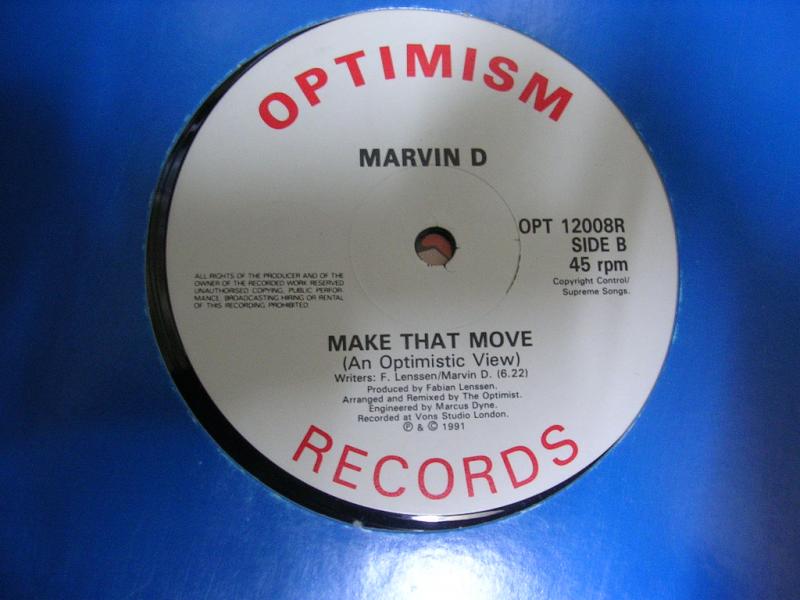 OPTIMISM
MARVIN D
OPT 12008R
SIDE B
45 rpm
Copyright Control/
Supreme Songs.
ALL RIGHTS OF THE PRODUCER AND OF THE
OWNER OF THE RECORDED WORK RESERVED
UNAUTHORISED COPYING, PUBLIC PERFOR-
MANCE, BROADCASTING HIRING OR RENTAL
OF THIS RECORDING PROHIBITED
MAKE THAT MOVE
(An Optimistic View)
Writers: F. Lenssen/Marvin D. (6.22)
Produced by Fabian Lenssen.
Arranged and Remixed by The Optimist.
Engineered by Marcus Dyne.
Recorded at Vons Studio London.
℗ & © 1991
RECORDS